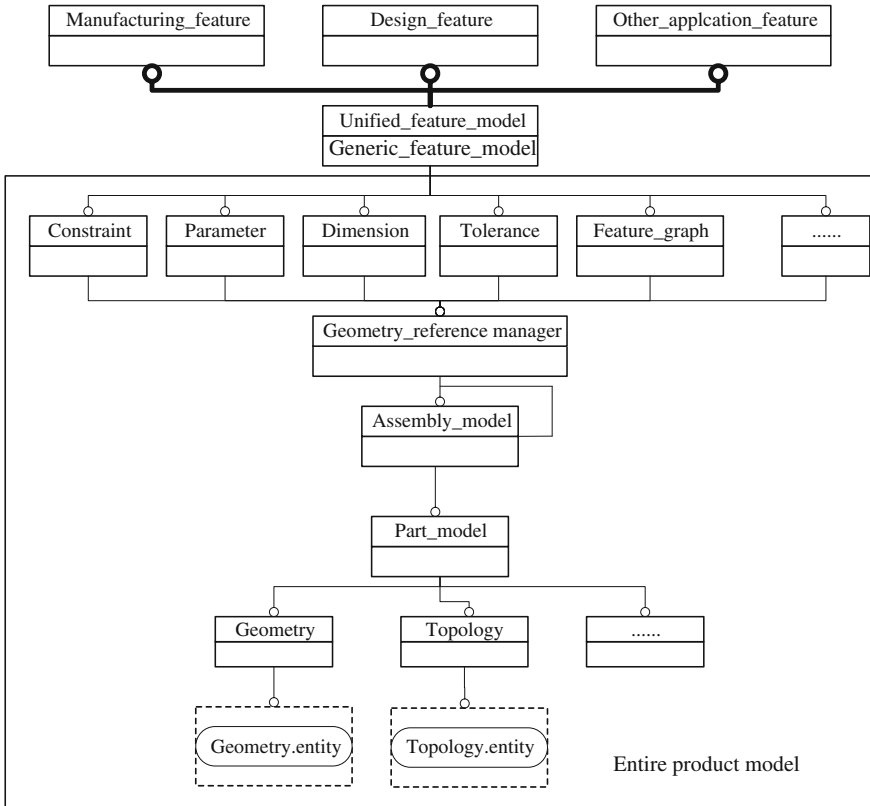 Manufacturing_feature
Design_feature
Other_applcation_feature
Unified_feature_model
Generic_feature_model
Constraint
Parameter
Dimension
Tolerance
Feature_graph
......
Geometry_reference manager
Assembly_model
Part_model
Geometry
Topology
......
Geometry.entity
Topology.entity
Entire product model